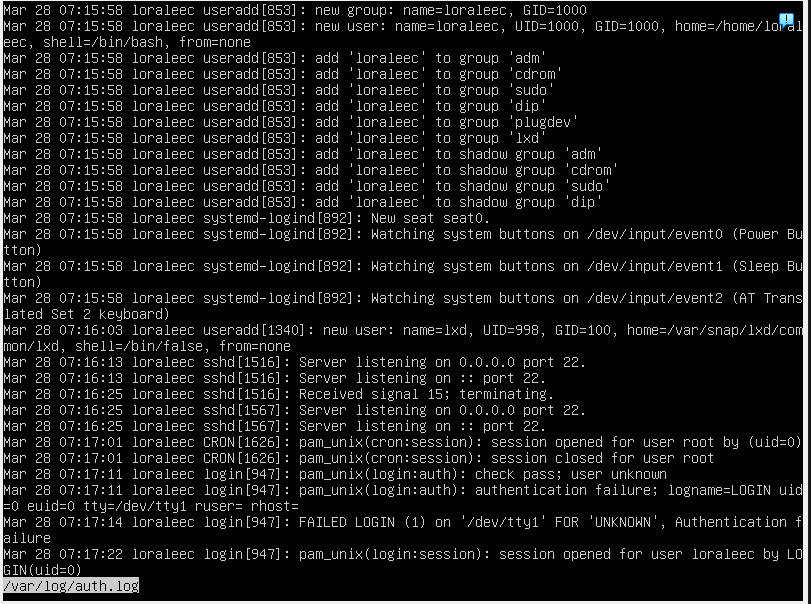 Mar 28 07:15:58 loraleec useradd[853]: new group: name=loraleec, GID=1000
Mar 28 07:15:58 loraleec useradd[853]: new user: name=loraleec, UID=1000, GID=1000, home=/home/loral
eec, shell=/bin/bash, from=none
Mar 28 07:15:58 loraleec useradd[853]: add 'loraleec' to group 'adm'
Mar 28 07:15:58 loraleec useradd[853]: add 'loraleec' to group 'cdrom'
Mar 28 07:15:58 loraleec useradd[853]: add 'loraleec' to group 'sudo'
Mar 28 07:15:58 loraleec useradd[853]: add 'loraleec' to group 'dip'
Mar 28 07:15:58 loraleec useradd[853]: add 'loraleec' to group 'plugdev'
Mar 28 07:15:58 loraleec useradd[853]: add 'loraleec' to group 'lxd'
Mar 28 07:15:58 loraleec useradd[853]: add 'loraleec' to shadow group 'adm'
Mar 28 07:15:58 loraleec useradd[853]: add 'loraleec' to shadow group 'cdrom'
Mar 28 07:15:58 loraleec useradd[853]: add 'loraleec' to shadow group 'sudo'
Mar 28 07:15:58 loraleec useradd[853]: add 'loraleec' to shadow group 'dip'
Mar 28 07:15:58 loraleec systemd-logind[892]: New seat seat0.
Mar 28 07:15:58 loraleec systemd-logind[892]: Watching system buttons on /dev/input/event0 (Power Bu
tton)
Mar 28 07:15:58 loraleec systemd-logind[892]: Watching system buttons on /dev/input/event1 (Sleep Bu
tton)
Mar 28 07:15:58 loraleec systemd-logind[892]: Watching system buttons on /dev/input/event2 (AT Trans
lated Set 2 keyboard)
Mar 28 07:16:03 loraleec useradd[1340]: new user: name=lxd, UID=998, GID=100, home=/var/snap/lxd/com
mon/lxd, shell=/bin/false, from=none
Mar 28 07:16:13 loraleec sshd[1516]: Server listening on 0.0.0.0 port 22.
Mar 28 07:16:13 loraleec sshd[1516]: Server listening on :: port 22.
Mar 28 07:16:25 loraleec sshd[1516]: Received signal 15; terminating.
Mar 28 07:16:25 loraleec sshd[1567]: Server listening on 0.0.0.0 port 22.
Mar 28 07:16:25 loraleec sshd[1567]: Server listening on :: port 22.
Mar 28 07:17:01 loraleec CRON[1626]: pam_unix(cron:session): session opened for user root by (uid=0)
Mar 28 07:17:01 loraleec CRON[1626]: pam_unix(cron:session): session closed for user root
Mar 28 07:17:11 loraleec login[947]: pam_unix(login:auth): check pass; user unknown
Mar 28 07:17:11 loraleec login[947]: pam_unix(login:auth): authentication failure; logname=LOGIN uid
=0 euid=0 tty=/dev/tty1 ruser= rhost=
Mar 28 07:17:14 loraleec login[947]: FAILED LOGIN (1) on '/dev/tty1' FOR 'UNKNOWN', Authentication f
ailure
Mar 28 07:17:22 loraleec login[947]: pam_unix(login:session): session opened for user loraleec by LO
GIN(uid=0)
/var/log/auth.log